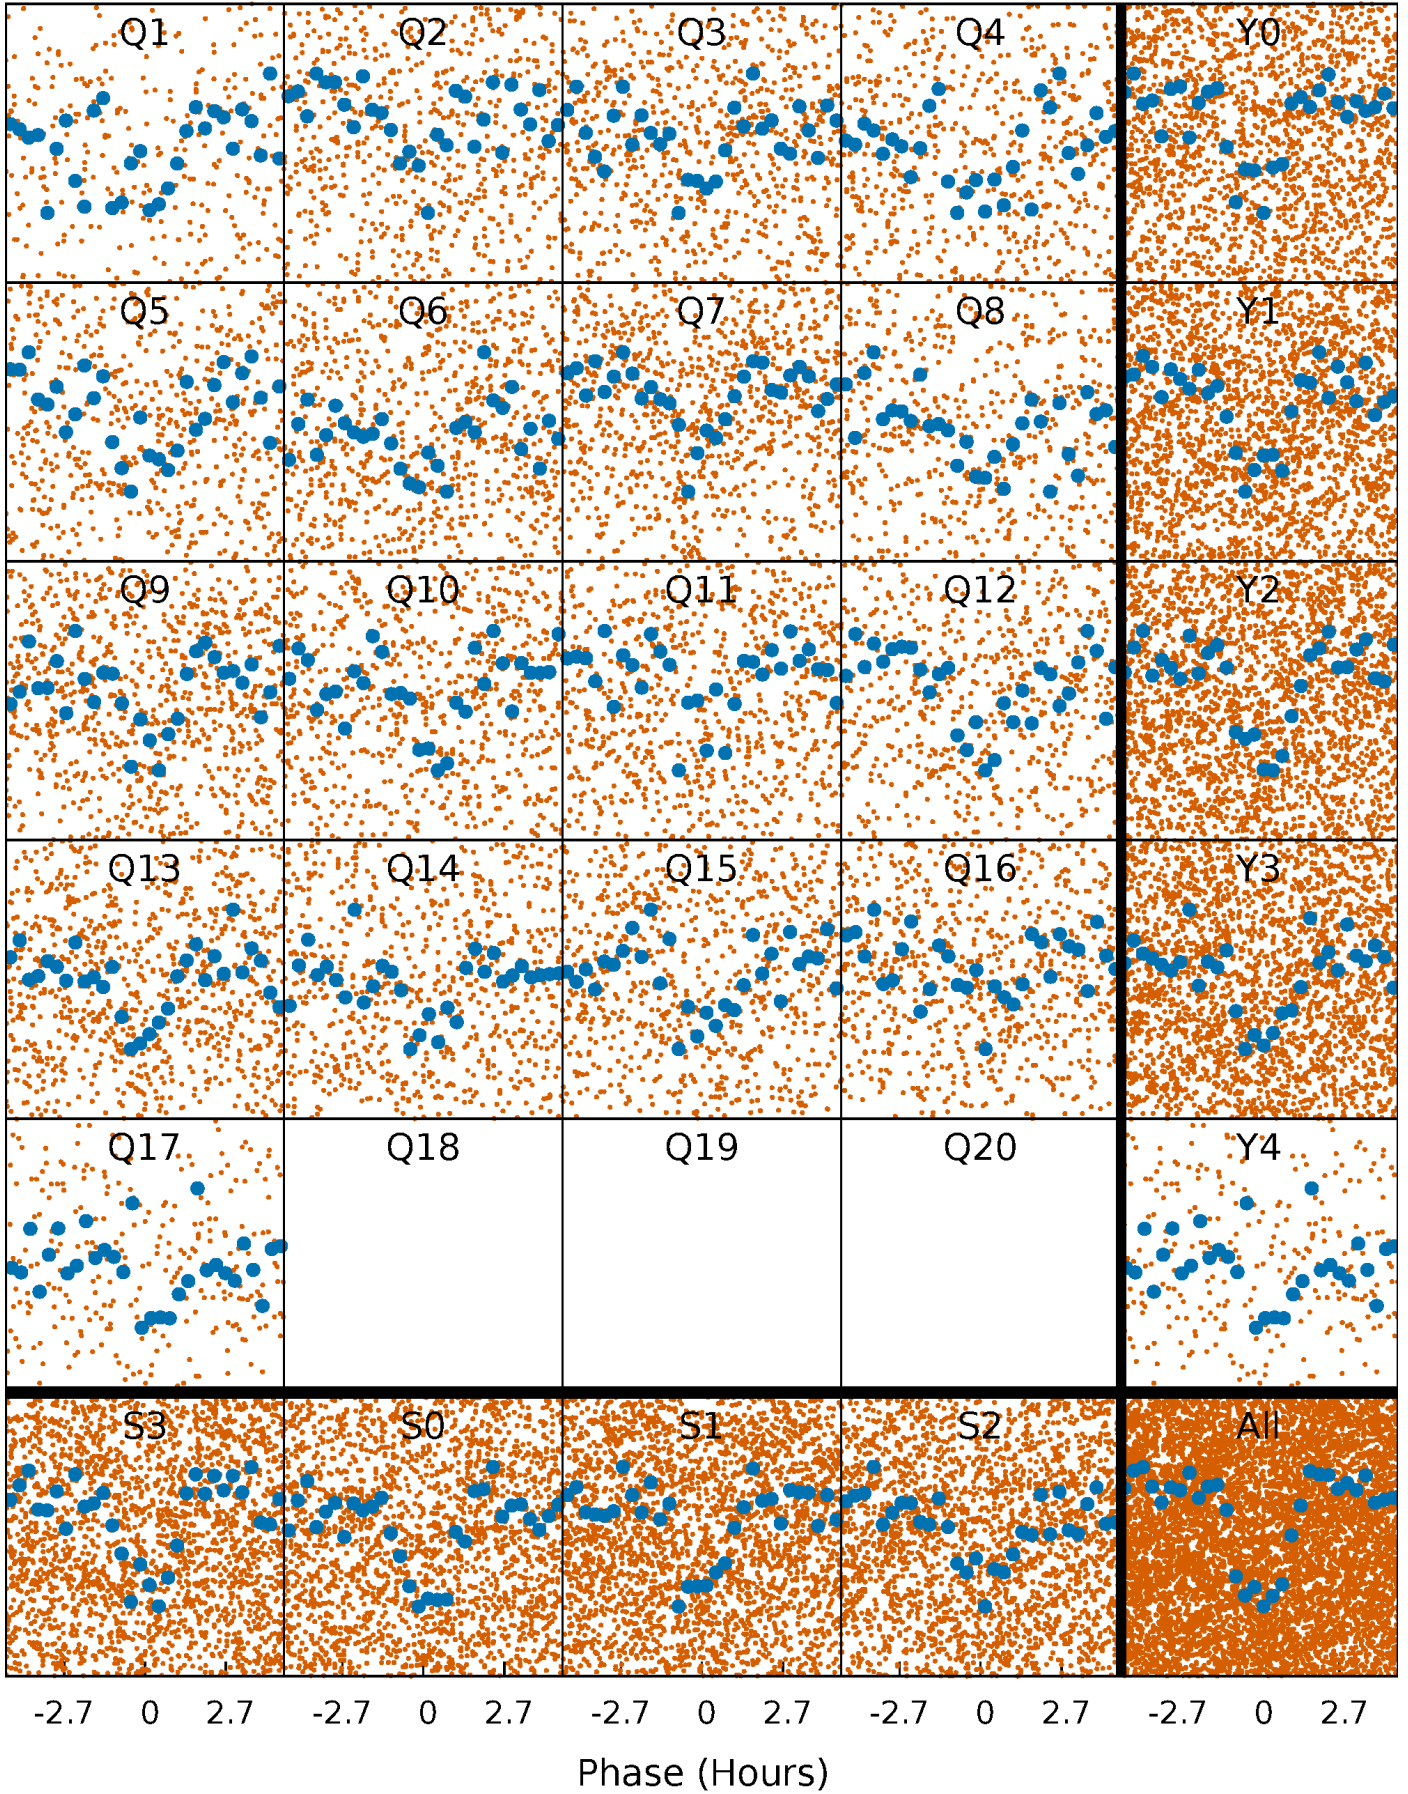 Q1 Q2 Q3 Q4 Y0
Q5 Q6 Q7 Q8 Y1
Q9 Q10 Q11 Q12 Y2
Q13 Q14 Q15 Q16 Y3
Q17 Q18 Q19 Q20 Y4
S3 S0 S1 S2 All
-2.7 0 2.7 -2.7 0 2.7 -2.7 0 2.7 -2.7 0 2.7 -2.7 0 2.7
Phase (Hours)